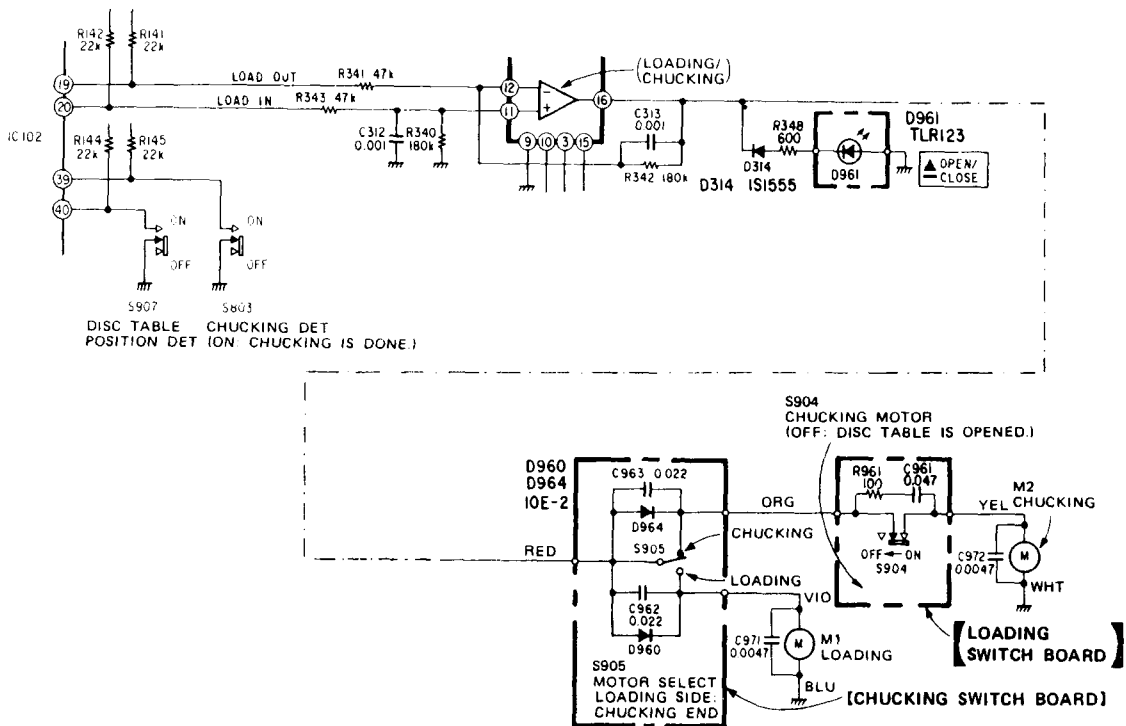 R142
22k
R141
22k
19
20
IC102
LOAD OUT
LOAD IN
R341 47k
R343 47k
R144
22k
R145
22k
39
40
ON
OFF
ON
OFF
S907
S803
DISC TABLE
POSITION DET
CHUCKING DET
(ON: CHUCKING IS DONE.)
C312
0.001
R340
180k
12
11
-
+
16
9
10
3
15
(LOADING/
CHUCKING)
C313
0.001
R342 180k
D314
D314 IS1555
R348
600
D961
D961
TLR123
▲ OPEN/
CLOSE
S904
CHUCKING MOTOR
(OFF: DISC TABLE IS OPENED.)
D960
D964
10E-2
C963 0.022
D964
RED
S905
CHUCKING
LOADING
C962
0.022
D960
S905
MOTOR SELECT
LOADING SIDE:
CHUCKING END
ORG
VIO
C971
0.0047
M
M1
LOADING
BLU
R961
100
C961
0.047
OFF ← ON
S904
YEL
M2
CHUCKING
C972
0.0047
M
WHT
[LOADING
SWITCH BOARD]
[CHUCKING SWITCH BOARD]